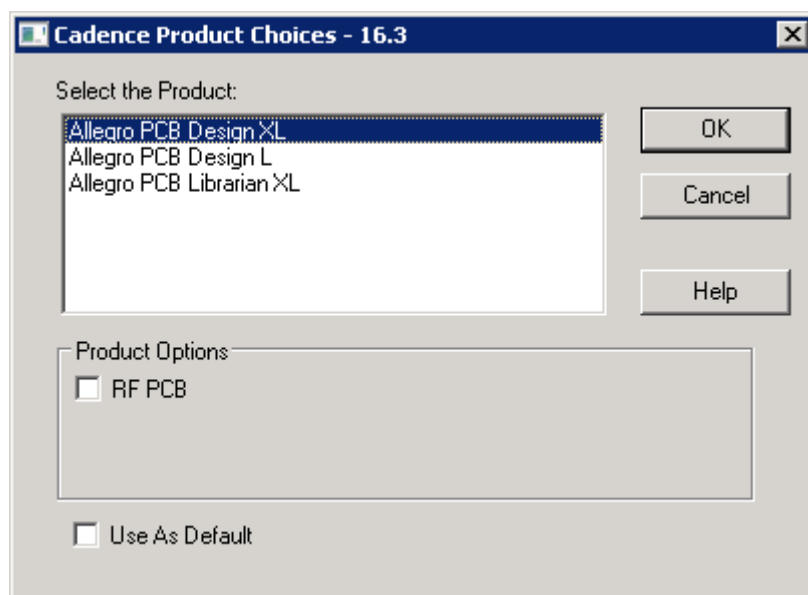 Cadence Product Choices - 16.3
Select the Product:
Allegro PCB Design XL
Allegro PCB Design L
Allegro PCB Librarian XL
OK
Cancel
Help
Product Options
RF PCB
Use As Default